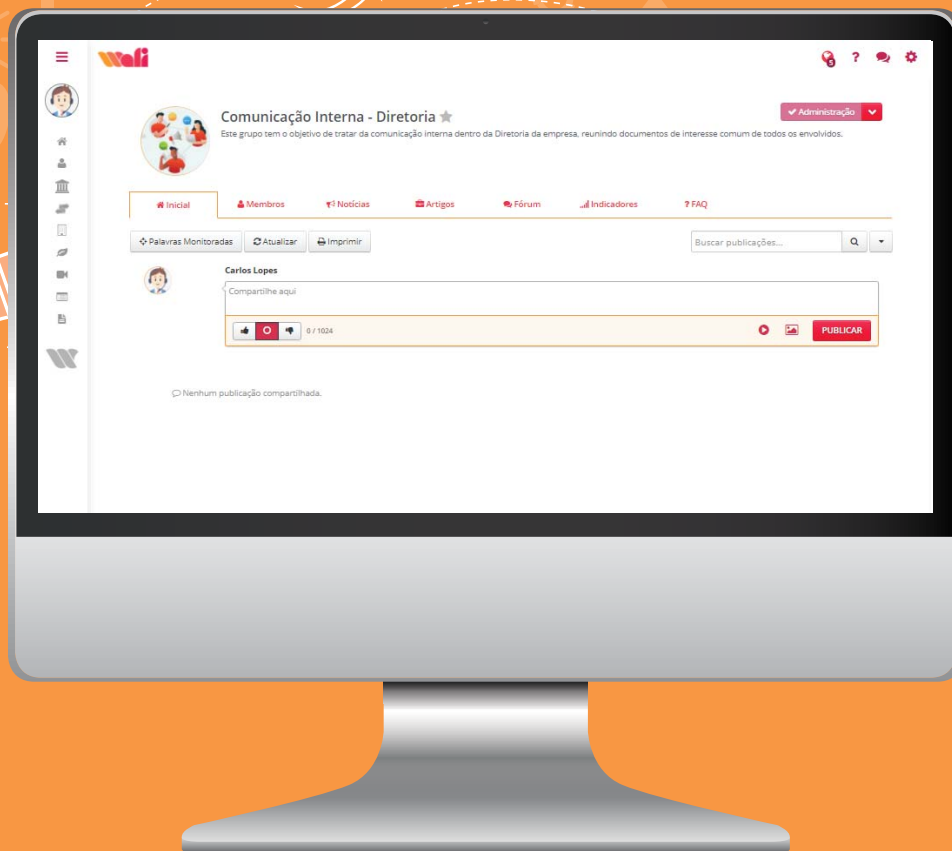 wali
5
?
Comunicação Interna - Diretoria
Administração
Este grupo tem o objetivo de tratar da comunicação interna dentro da Diretoria da empresa, reunindo documentos de interesse comum de todos os envolvidos.
Inicial Membros Notícias Artigos Fórum Indicadores ? FAQ
Palavras Monitoradas Atualizar Imprimir Buscar publicações...
Carlos Lopes
Compartilhe aqui
0 / 1024 PUBLICAR
Nenhum publicação compartilhada.